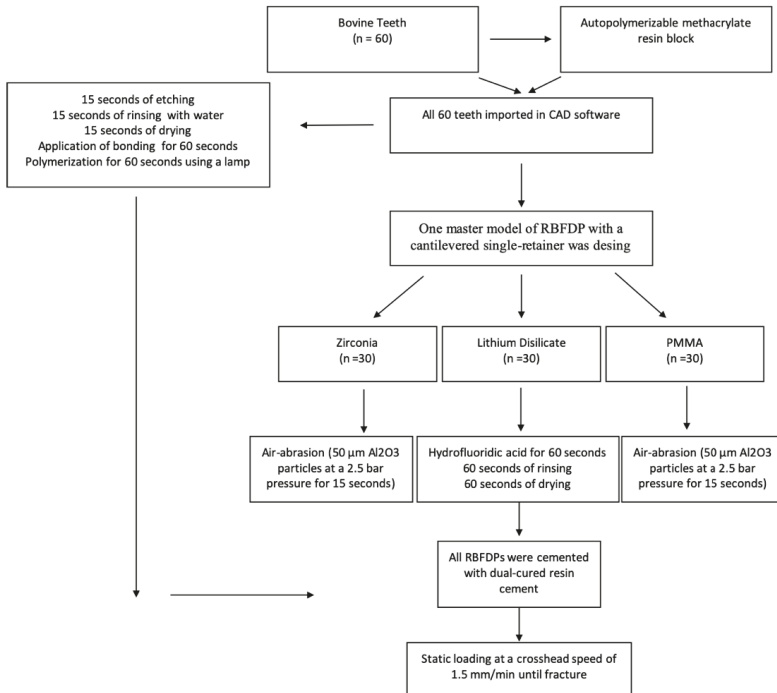 Bovine Teeth
(n = 60)
Autopolymerizable methacrylate
resin block
15 seconds of etching
15 seconds of rinsing with water
15 seconds of drying
Application of bonding for 60 seconds
Polymerization for 60 seconds using a lamp
All 60 teeth imported in CAD software
One master model of RBFDP with a
cantilevered single-retainer was desing
Zirconia
(n =30)
Lithium Disilicate
(n =30)
PMMA
(n =30)
Air-abrasion (50 µm Al2O3
particles at a 2.5 bar
pressure for 15 seconds)
Hydrofluoridic acid for 60 seconds
60 seconds of rinsing
60 seconds of drying
Air-abrasion (50 µm Al2O3
particles at a 2.5 bar
pressure for 15 seconds)
All RBFDPs were cemented
with dual-cured resin
cement
Static loading at a crosshead speed of
1.5 mm/min until fracture